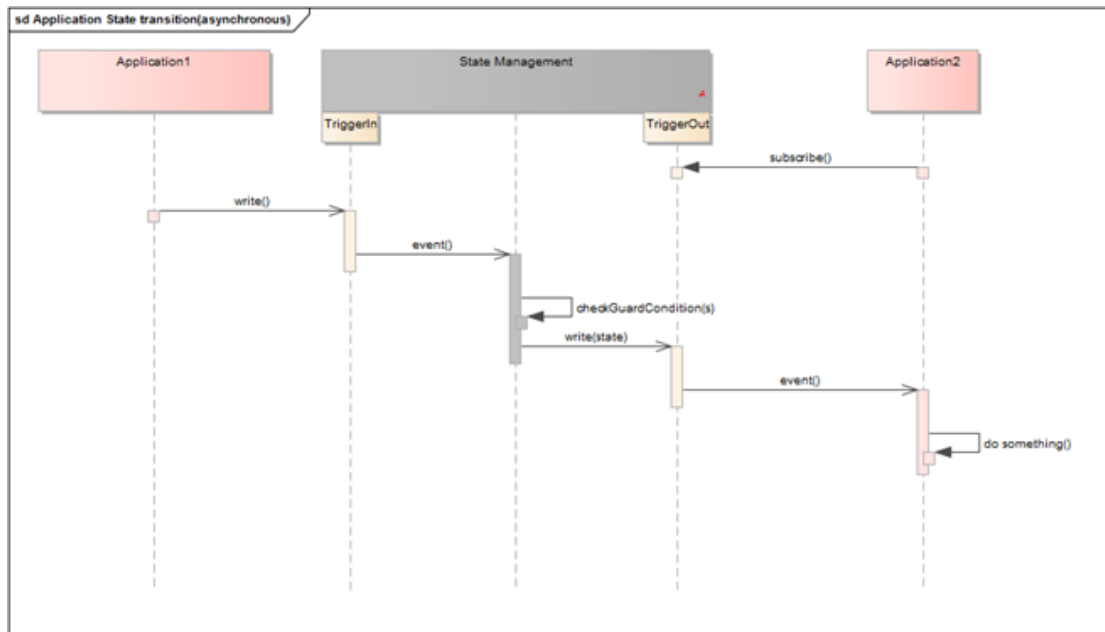 sd Application State transition(asynchronous)
Application1
State Management
Application2
A
TriggerIn
TriggerOut
subscribe()
write()
event()
checkGuardCondition(s)
write(state)
event()
do something()